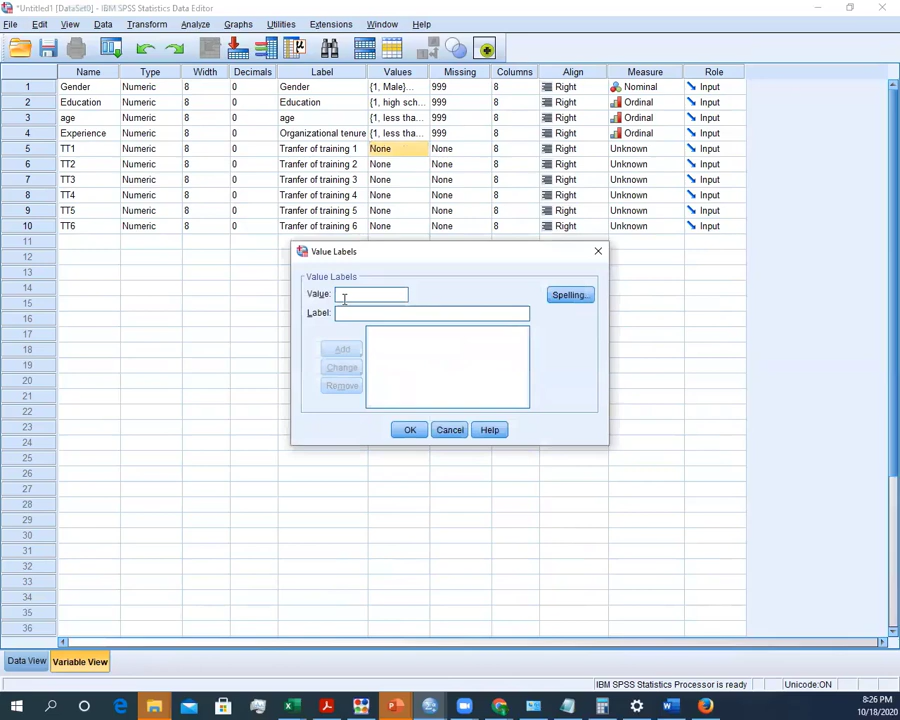 *Untitled1 [DataSet0] - IBM SPSS Statistics Data Editor
File Edit View Data Transform Analyze Graphs Utilities Extensions Window Help
Name Type Width Decimals Label Values Missing Columns Align Measure Role
1 Gender Numeric 8 0 Gender {1, Male}... 999 8 Right Nominal Input
2 Education Numeric 8 0 Education {1, high sch... 999 8 Right Ordinal Input
3 age Numeric 8 0 age {1, less tha... 999 8 Right Ordinal Input
4 Experience Numeric 8 0 Organizational tenure {1, less tha... 999 8 Right Ordinal Input
5 TT1 Numeric 8 0 Tranfer of training 1 None None 8 Right Unknown Input
6 TT2 Numeric 8 0 Tranfer of training 2 None None 8 Right Unknown Input
7 TT3 Numeric 8 0 Tranfer of training 3 None None 8 Right Unknown Input
8 TT4 Numeric 8 0 Tranfer of training 4 None None 8 Right Unknown Input
9 TT5 Numeric 8 0 Tranfer of training 5 None None 8 Right Unknown Input
10 TT6 Numeric 8 0 Tranfer of training 6 None None 8 Right Unknown Input
11
12
13
14
15
16
17
18
19
20
21
22
23
24
25
26
27
28
29
30
31
32
33
34
35
36
Value Labels
Value Labels
Value:
Spelling...
Label:
Add
Change
Remove
OK Cancel Help
Data View Variable View
IBM SPSS Statistics Processor is ready Unicode:ON
8:26 PM
10/18/2020